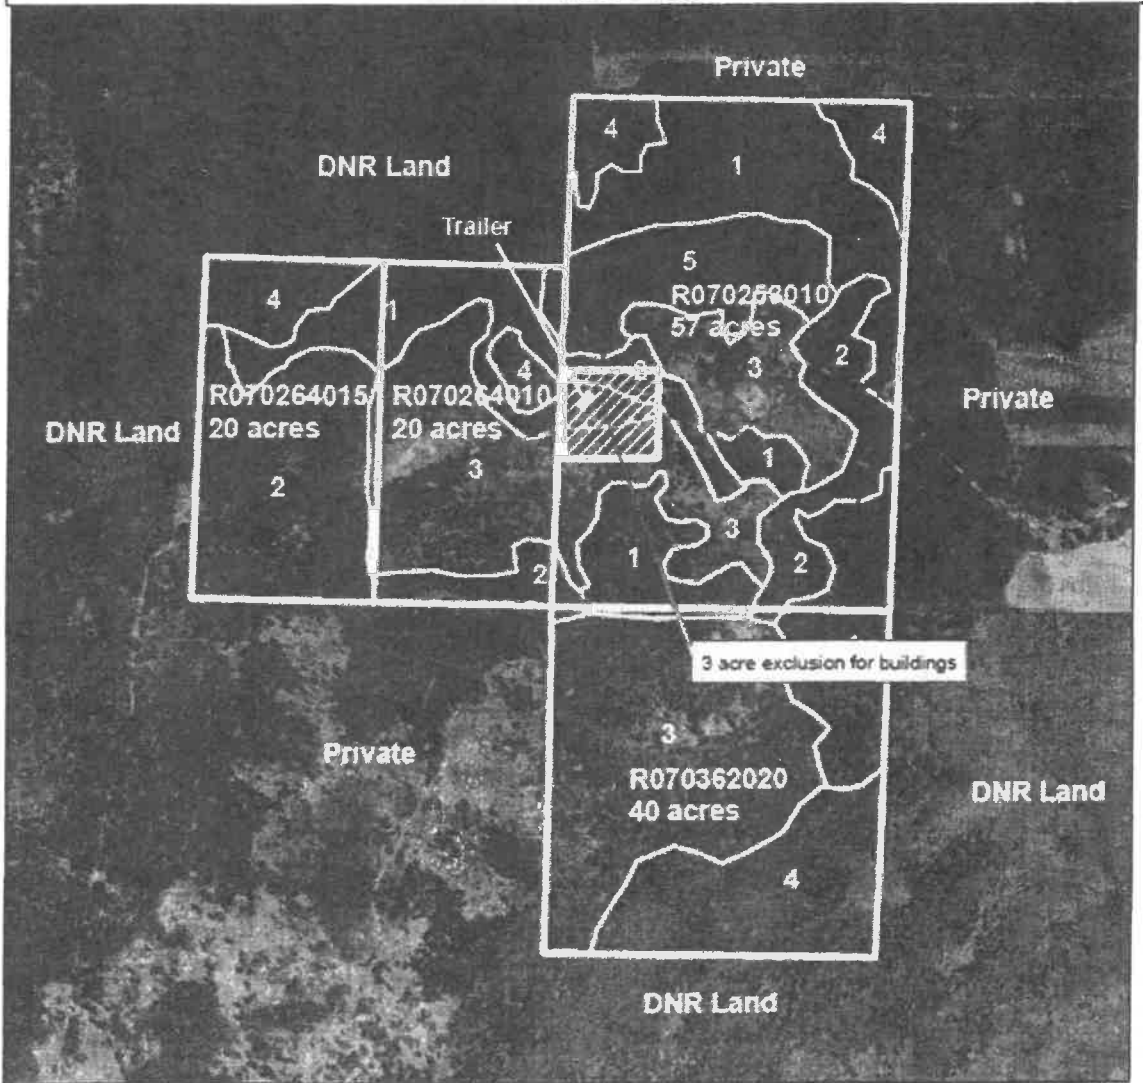 Private
4
4
1
DNR Land
Trailer
5
4
R070253010
57 acres
1
2
3
4
R070264015
20 acres
R070264010
20 acres
Private
DNR Land
1
3
2
3
1
2
2
3 acre exclusion for buildings
3
Private
R070362020
40 acres
DNR Land
4
DNR Land